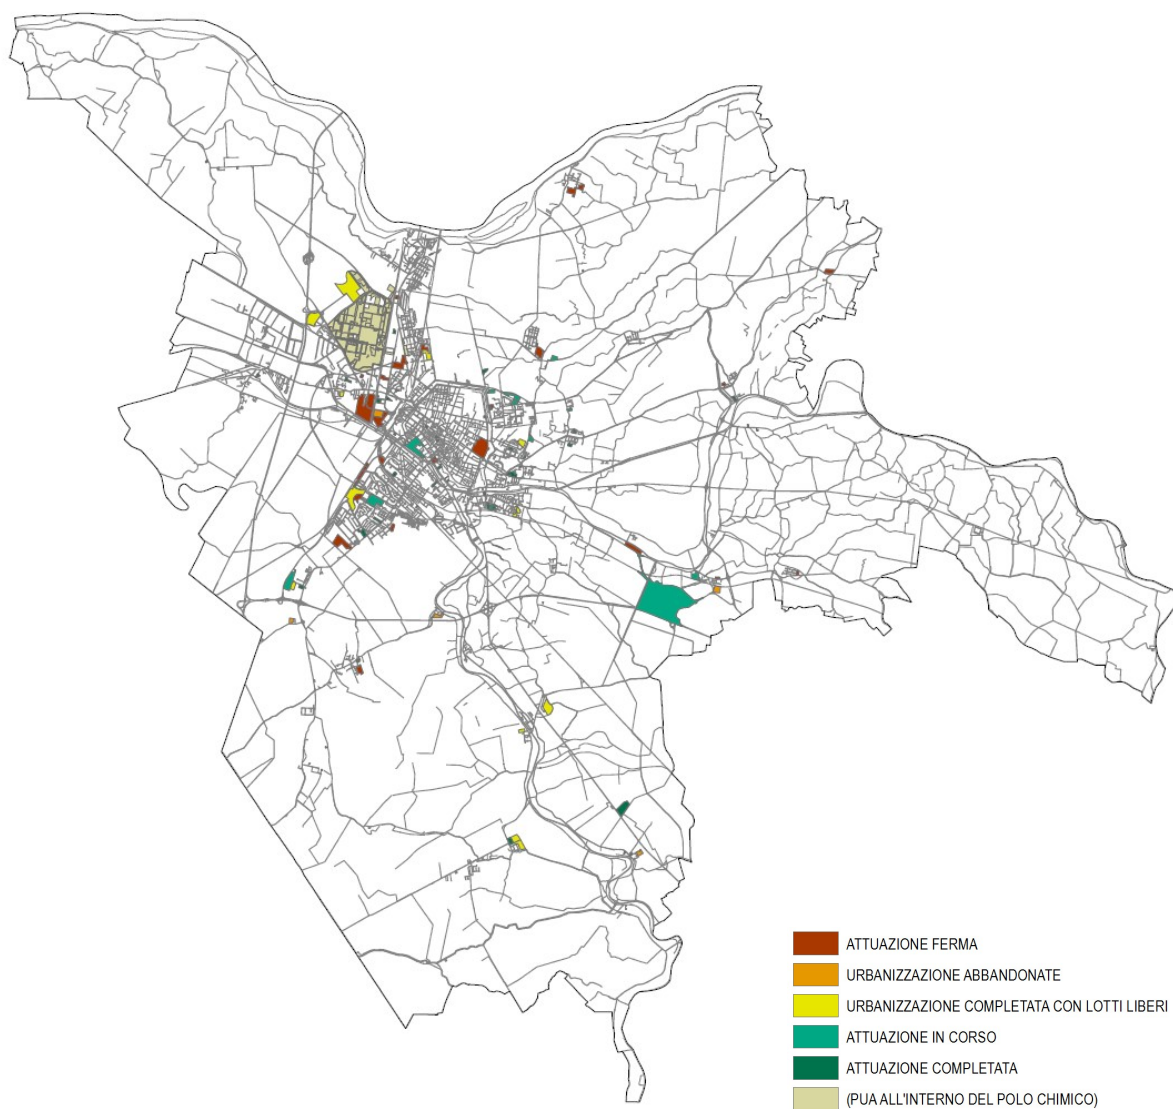 ATTUAZIONE FERMA
URBANIZZAZIONE ABBANDONATE
URBANIZZAZIONE COMPLETATA CON LOTTI LIBERI
ATTUAZIONE IN CORSO
ATTUAZIONE COMPLETATA
(PUA ALL'INTERNO DEL POLO CHIMICO)